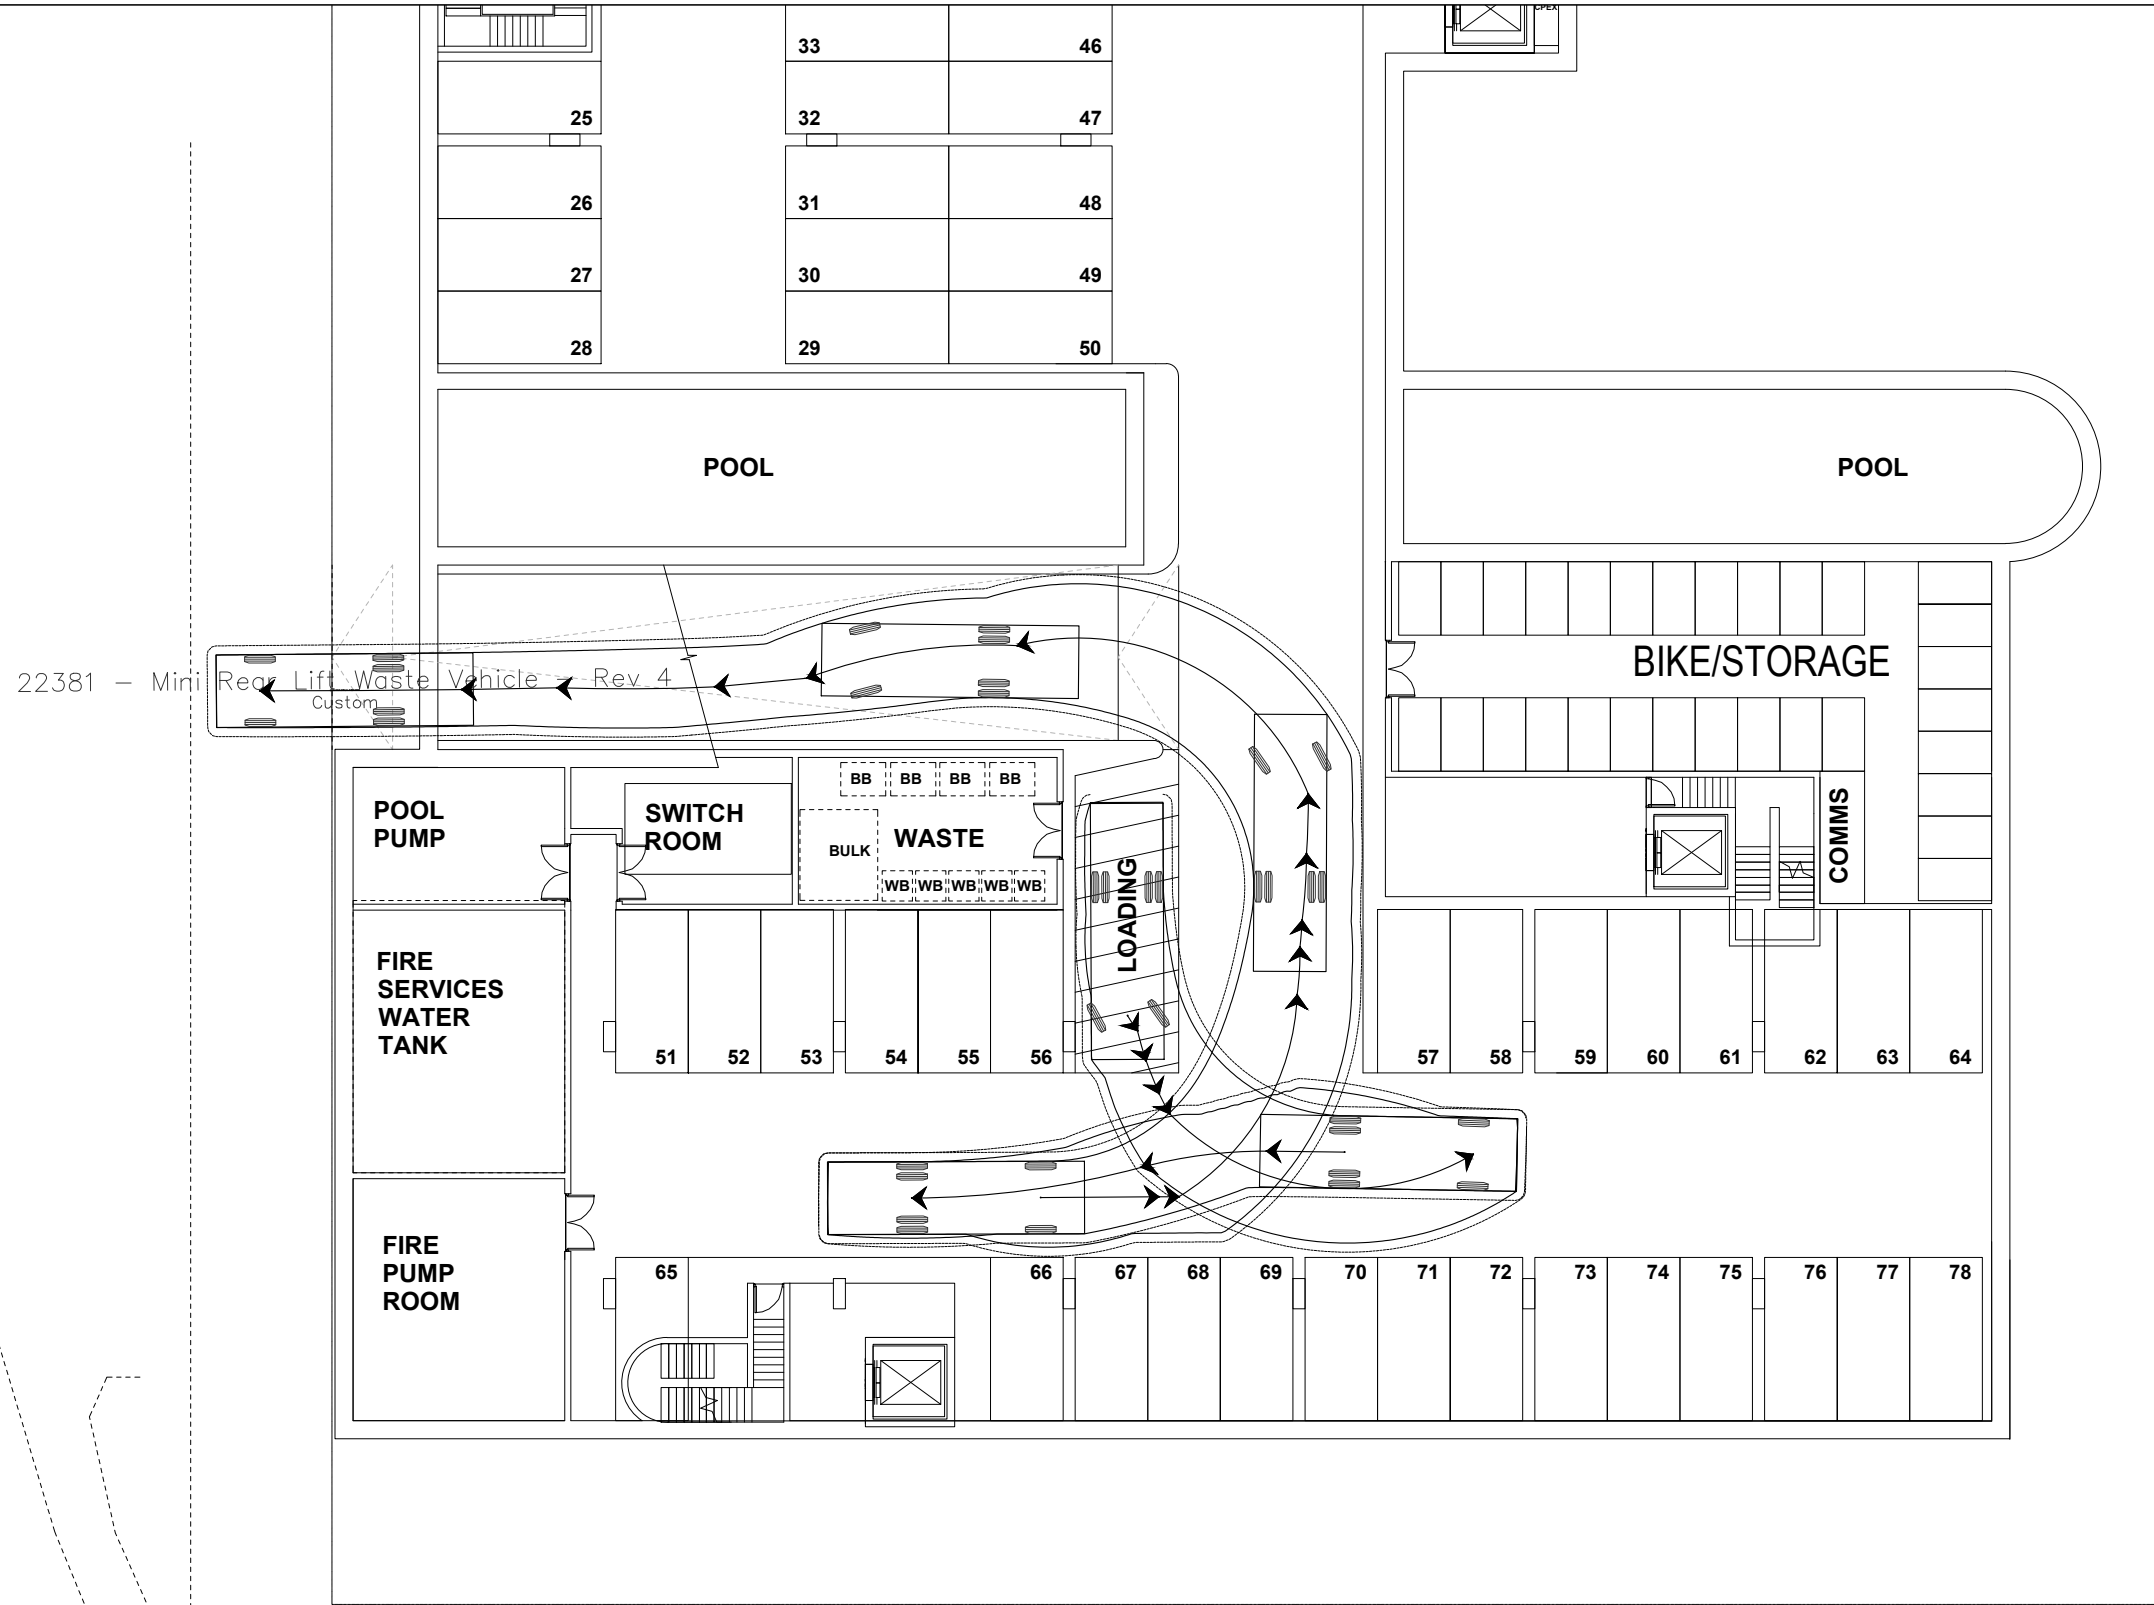 CPEX
33 46
25 32 47
26 31 48
27 30 49
28 29 50
POOL
POOL
22381 - Mini Rear Lift Waste Vehicle - Rev 4
Custom
BIKE/STORAGE
POOL
PUMP
SWITCH
ROOM
BB BB BB BB
WASTE
BULK
WB WB WB WB WB
LOADING
COMMS
FIRE
SERVICES
WATER
TANK
51 52 53 54 55 56 57 58 59 60 61 62 63 64
FIRE
PUMP
ROOM
65 66 67 68 69 70 71 72 73 74 75 76 77 78